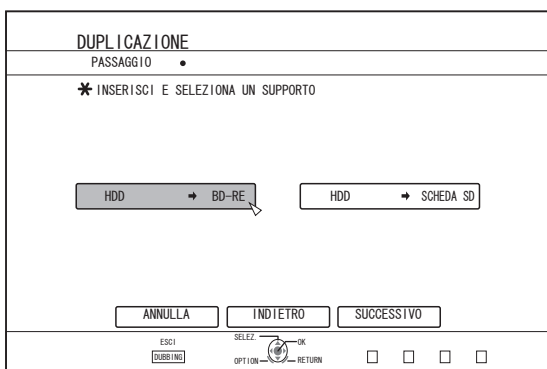 DUPLICAZIONE
PASSAGGIO
INSERISCI E SELEZIONA UN SUPPORTO
HDD → BD-RE
HDD → SCHEDA SD
ANNULLA INDIETRO SUCCESSIVO
ESCI
DUBBING
SELEZ.
OK
OPTION
RETURN